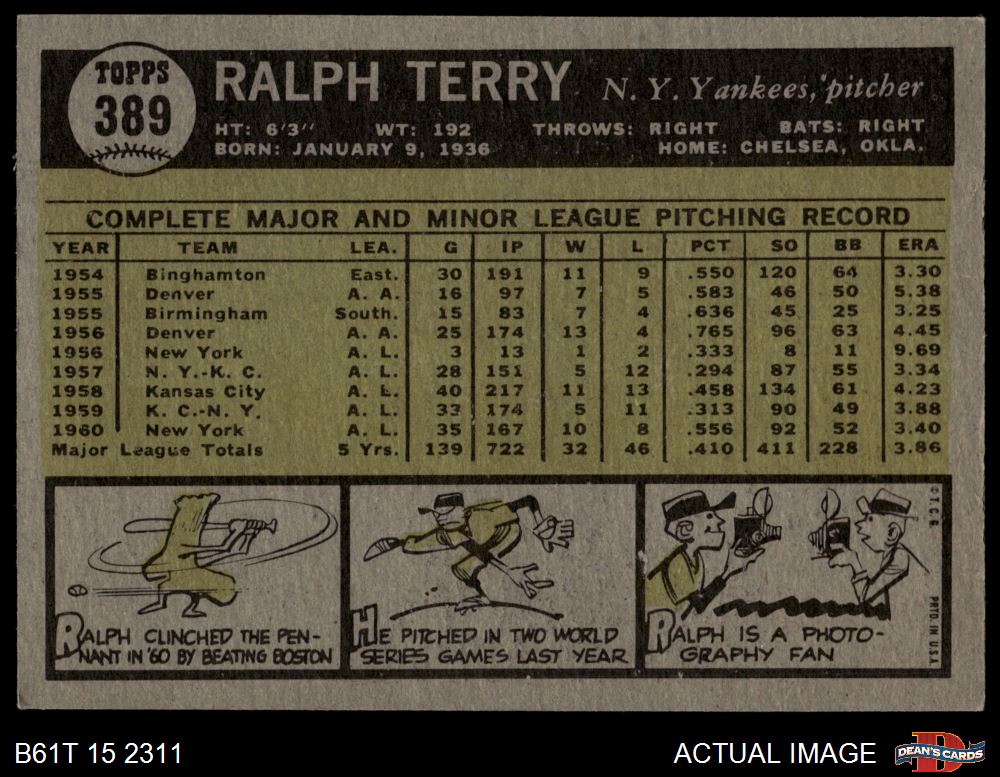 TOPPS
389
RALPH TERRY N. Y. Yankees, pitcher
HT: 6'3" WT: 192 THROWS: RIGHT BATS: RIGHT
BORN: JANUARY 9, 1936 HOME: CHELSEA, OKLA.
COMPLETE MAJOR AND MINOR LEAGUE PITCHING RECORD
YEAR TEAM LEA. G IP W L PCT SO BB ERA
1954 Binghamton East. 30 191 11 9 .550 120 64 3.30
1955 Denver A. A. 16 97 7 5 .583 46 50 5.38
1955 Birmingham South. 15 83 7 4 .636 45 25 3.25
1956 Denver A. A. 25 174 13 4 .765 96 63 4.45
1956 New York A. L. 3 13 1 2 .333 8 11 9.69
1957 N. Y.-K. C. A. L. 28 151 5 12 .294 87 55 3.34
1958 Kansas City A. L. 40 217 11 13 .458 134 61 4.23
1959 K. C.-N. Y. A. L. 33 174 5 11 .313 90 49 3.88
1960 New York A. L. 35 167 10 8 .556 92 52 3.40
Major League Totals 5 Yrs. 139 722 32 46 .410 411 228 3.86
RALPH CLINCHED THE PEN-
NANT IN '60 BY BEATING BOSTON
HE PITCHED IN TWO WORLD
SERIES GAMES LAST YEAR
RALPH IS A PHOTO-
GRAPHY FAN
© T. C. G.
PRTD. IN U.S.A.
B61T 15 2311 ACTUAL IMAGE
DEAN'S CARDS